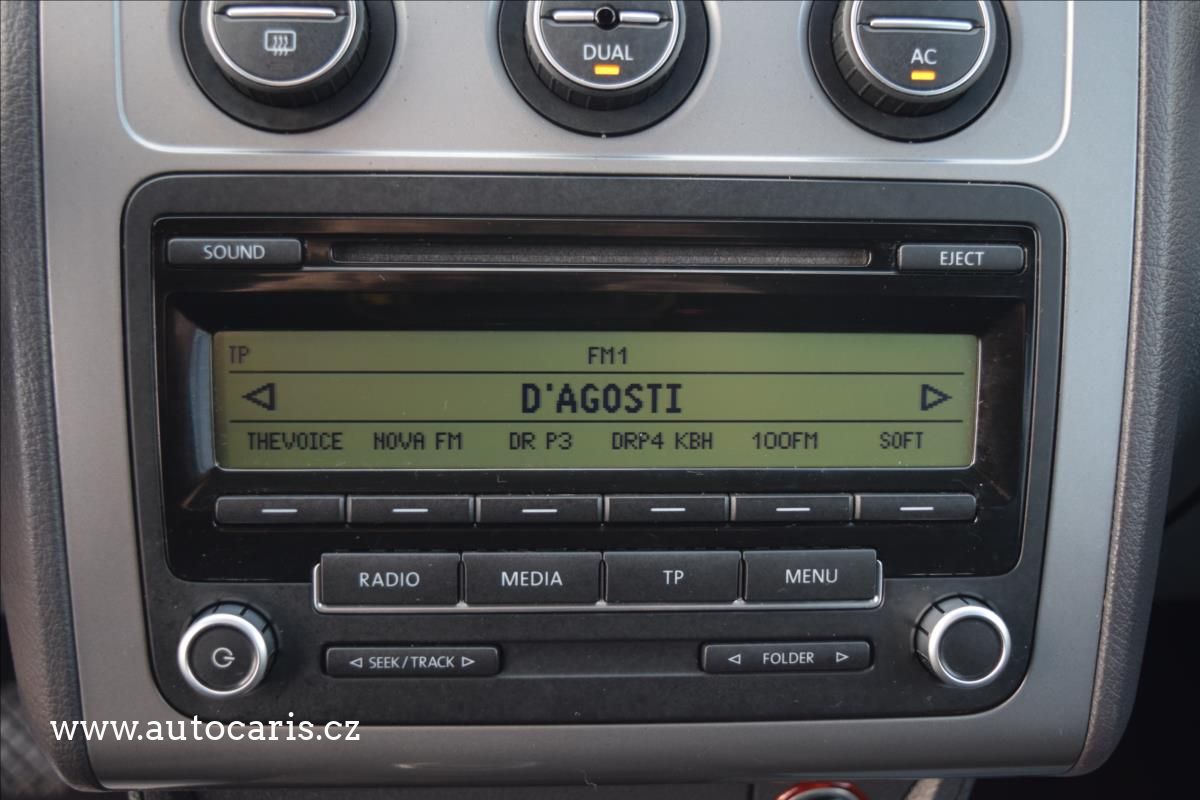 DUAL
AC
SOUND
EJECT
TP FM1
D'AGOSTI
THEVOICE NOVA FM DR P3 DRP4 KBH 100FM SOFT
RADIO MEDIA TP MENU
SEEK/TRACK FOLDER
www.autocaris.cz